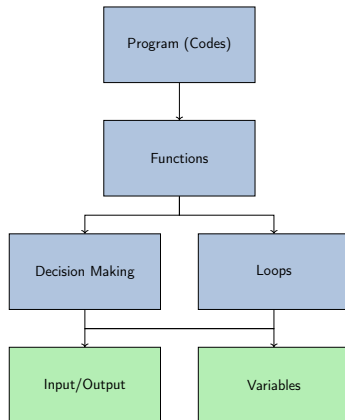 Program (Codes)
Functions
Decision Making
Loops
Input/Output
Variables